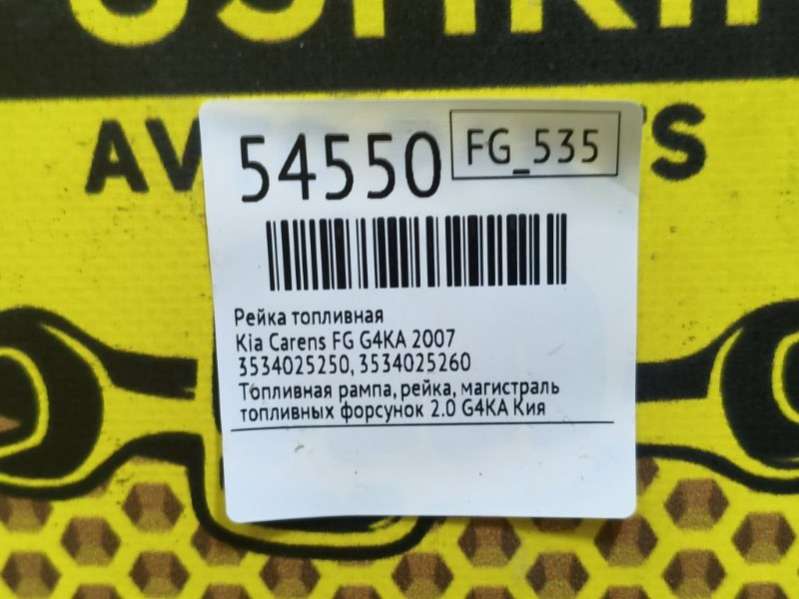 54550
FG_535
Рейка топливная
Kia Carens FG G4KA 2007
3534025250, 3534025260
Топливная рампа, рейка, магистраль
топливных форсунок 2.0 G4KA Кия